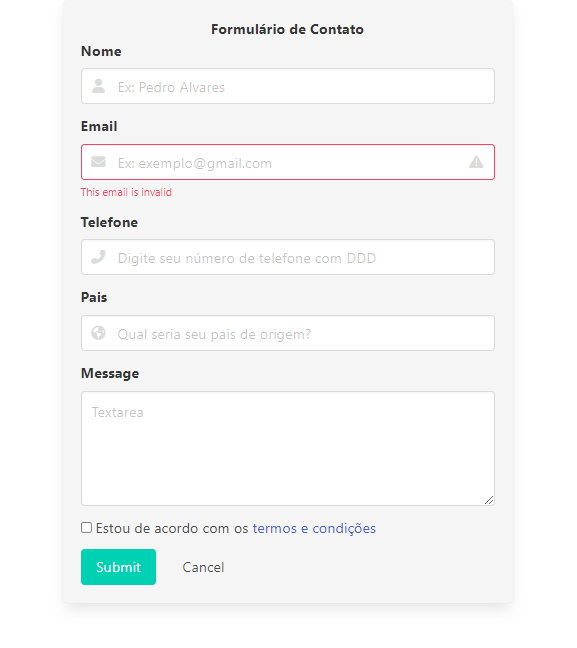 Formulário de Contato
Nome
Ex: Pedro Alvares
Email
Ex: exemplo@gmail.com
This email is invalid
Telefone
Digite seu número de telefone com DDD
Pais
Qual seria seu pais de origem?
Message
Textarea
Estou de acordo com os termos e condições
Submit Cancel